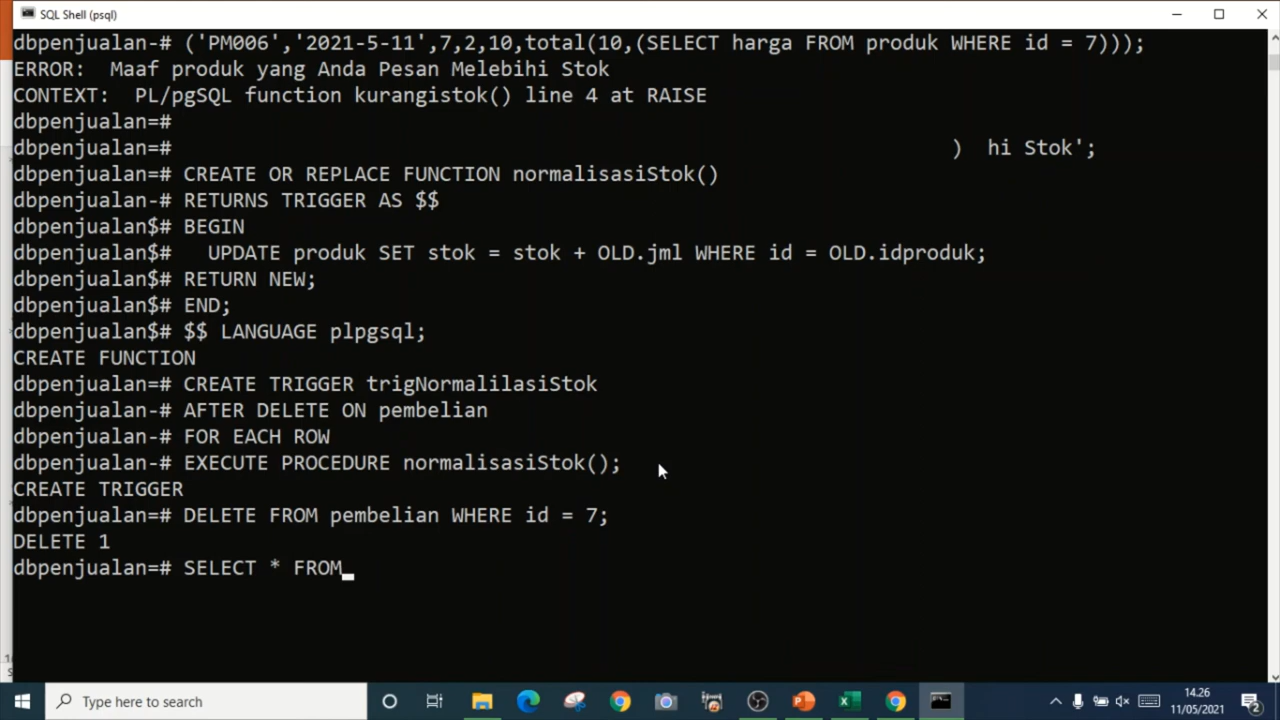 SQL Shell (psql)
dbpenjualan-# ('PM006','2021-5-11',7,2,10,total(10,(SELECT harga FROM produk WHERE id = 7)));
ERROR:  Maaf produk yang Anda Pesan Melebihi Stok
CONTEXT:  PL/pgSQL function kurangistok() line 4 at RAISE
dbpenjualan=#
dbpenjualan=#                                                                )  hi Stok';
dbpenjualan=# CREATE OR REPLACE FUNCTION normalisasiStok()
dbpenjualan-# RETURNS TRIGGER AS $$
dbpenjualan$# BEGIN
dbpenjualan$#   UPDATE produk SET stok = stok + OLD.jml WHERE id = OLD.idproduk;
dbpenjualan$# RETURN NEW;
dbpenjualan$# END;
dbpenjualan$# $$ LANGUAGE plpgsql;
CREATE FUNCTION
dbpenjualan=# CREATE TRIGGER trigNormalilasiStok
dbpenjualan-# AFTER DELETE ON pembelian
dbpenjualan-# FOR EACH ROW
dbpenjualan-# EXECUTE PROCEDURE normalisasiStok();
CREATE TRIGGER
dbpenjualan=# DELETE FROM pembelian WHERE id = 7;
DELETE 1
dbpenjualan=# SELECT * FROM
Type here to search
14.26
11/05/2021
2